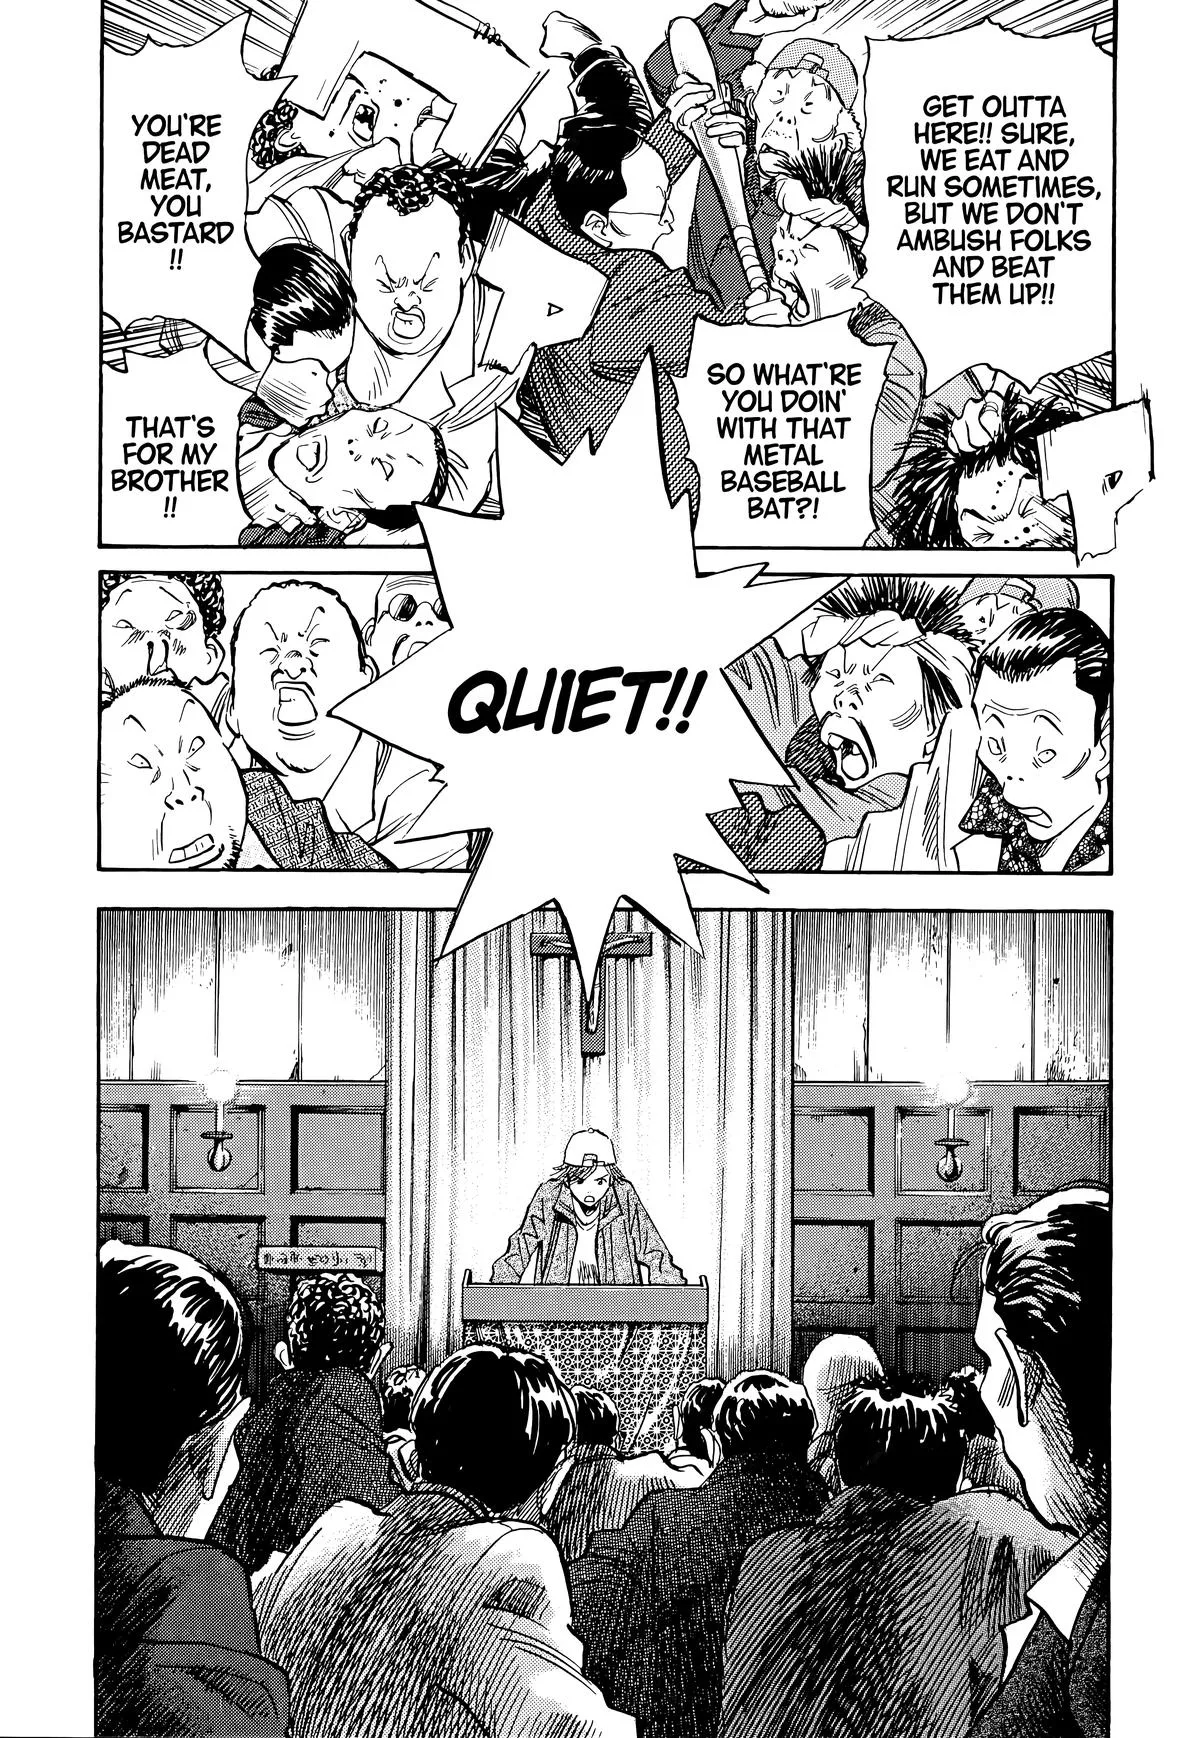 GET OUTTA
HERE!! SURE,
WE EAT AND
RUN SOMETIMES,
BUT WE DON'T
AMBUSH FOLKS
AND BEAT
THEM UP!!
SO WHAT'RE
YOU DOIN'
WITH THAT
METAL
BASEBALL
BAT?!
YOU'RE
DEAD
MEAT,
YOU
BASTARD
!!
THAT'S
FOR MY
BROTHER
!!
QUIET!!